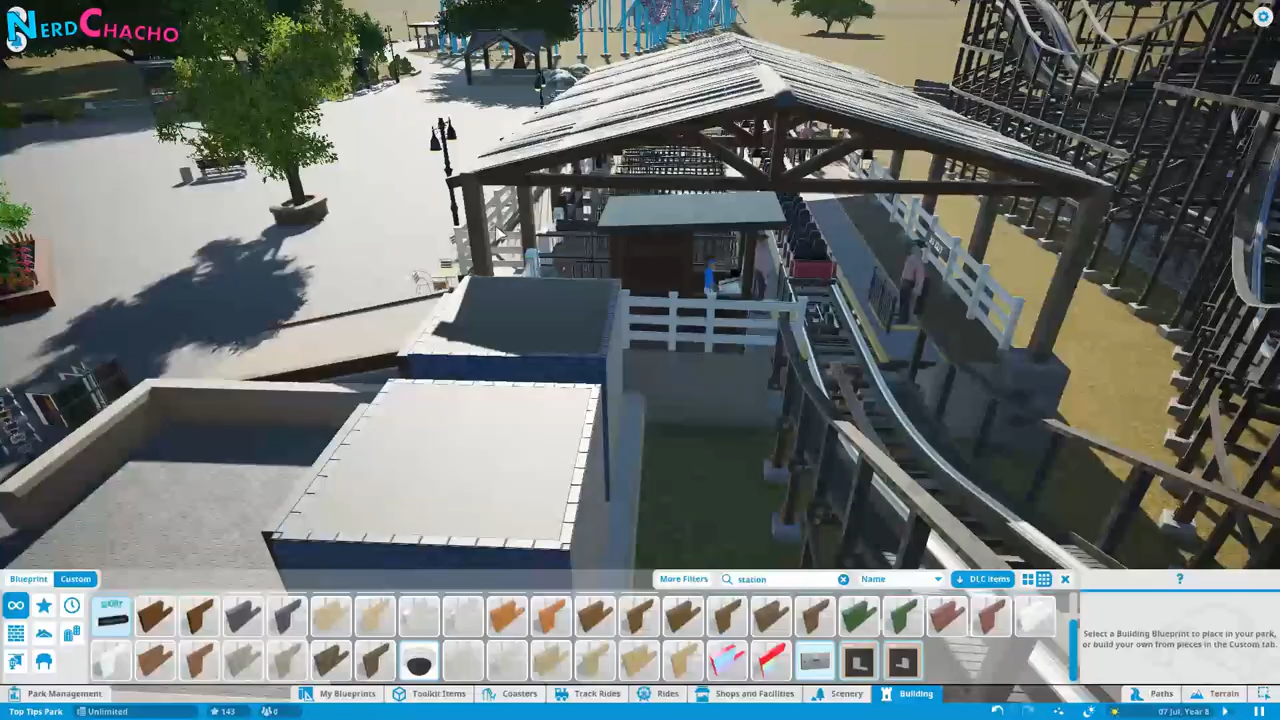 NERDCHACHO
Blueprint Custom
More Filters station Name DLC Items ?
Select a Building Blueprint to place in your park,
or build your own from pieces in the Custom tab.
Park Management My Blueprints Toolkit Items Coasters Track Rides Rides Shops and Facilities Scenery Building Paths Terrain
Top Tips Park Unlimited 143 0 07 Jul, Year 8